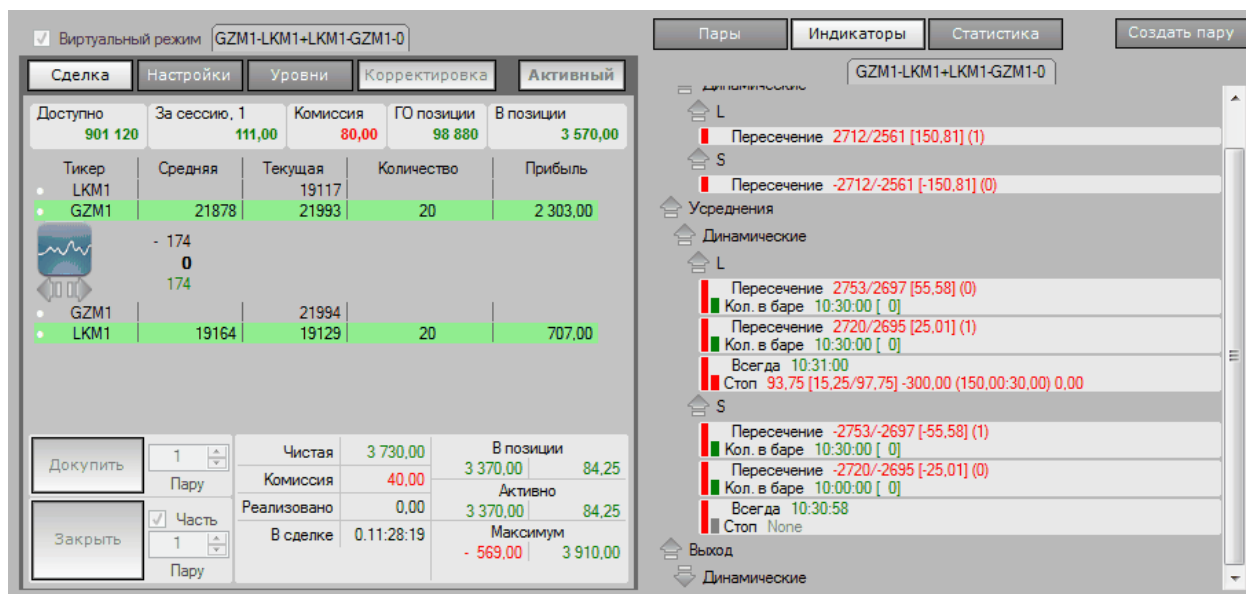 Виртуальный режим GZM1-LKM1+LKM1-GZM1-0
Сделка Настройки Уровни Корректировка Активный
Доступно За сессию, 1 Комиссия ГО позиции В позиции
901 120 111,00 80,00 98 880 3 570,00
Тикер Средняя Текущая Количество Прибыль
LKM1 19117
GZM1 21878 21993 20 2 303,00
- 174
0
174
GZM1 21994
LKM1 19164 19129 20 707,00
Докупить 1 Пару
Закрыть Часть 1 Пару
Чистая 3 730,00
Комиссия 40,00
Реализовано 0,00
В сделке 0.11:28:19
В позиции
3 370,00 84,25
Активно
3 370,00 84,25
Максимум
- 569,00 3 910,00
Пары Индикаторы Статистика Создать пару
GZM1-LKM1+LKM1-GZM1-0
Динамические
L
Пересечение 2712/2561 [150,81] (1)
S
Пересечение -2712/-2561 [-150,81] (0)
Усреднения
Динамические
L
Пересечение 2753/2697 [55,58] (0)
Кол. в баре 10:30:00 [ 0]
Пересечение 2720/2695 [25,01] (1)
Кол. в баре 10:30:00 [ 0]
Всегда 10:31:00
Стоп 93,75 [15,25/97,75] -300,00 (150,00:30,00) 0,00
S
Пересечение -2753/-2697 [-55,58] (1)
Кол. в баре 10:30:00 [ 0]
Пересечение -2720/-2695 [-25,01] (0)
Кол. в баре 10:00:00 [ 0]
Всегда 10:30:58
Стоп None
Выход
Динамические